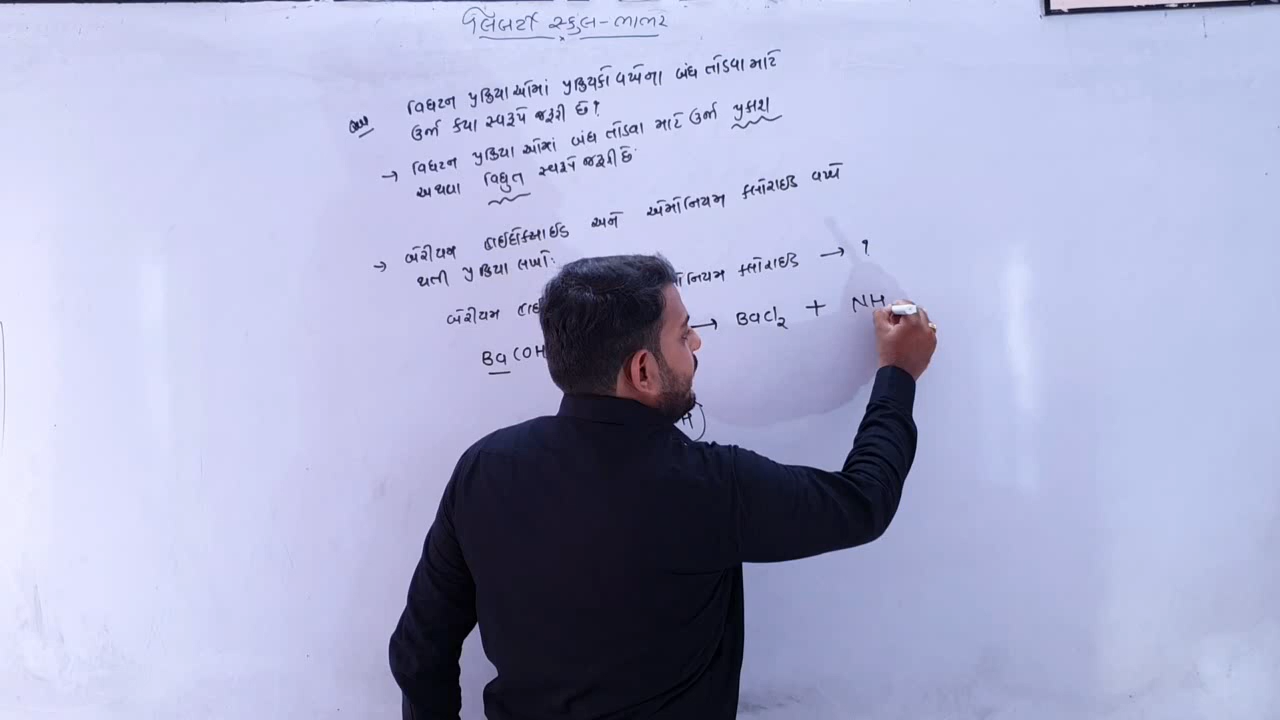 લિબર્ટી સ્કુલ-લાલર
વિઘટન પ્રક્રિયાઓમાં પ્રક્રિયકો વચ્ચેના બંધ તોડવા માટે
ઉર્જા કયા સ્વરૂપે જરૂરી છે?
→ વિઘટન પ્રક્રિયાઓમાં બંધ તોડવા માટે ઉર્જા પ્રકાશ
અથવા વિદ્યુત સ્વરૂપે જરૂરી છે.
→ બેરીયમ હાઈડ્રોક્સાઈડ અને એમોનિયમ ક્લોરાઈડ વચ્ચે
થતી પ્રક્રિયા લખો:
બેરીયમ હાઇ નિયમ ક્લોરાઈડ → ?
Ba(OH → BaCl2 + NH
H)